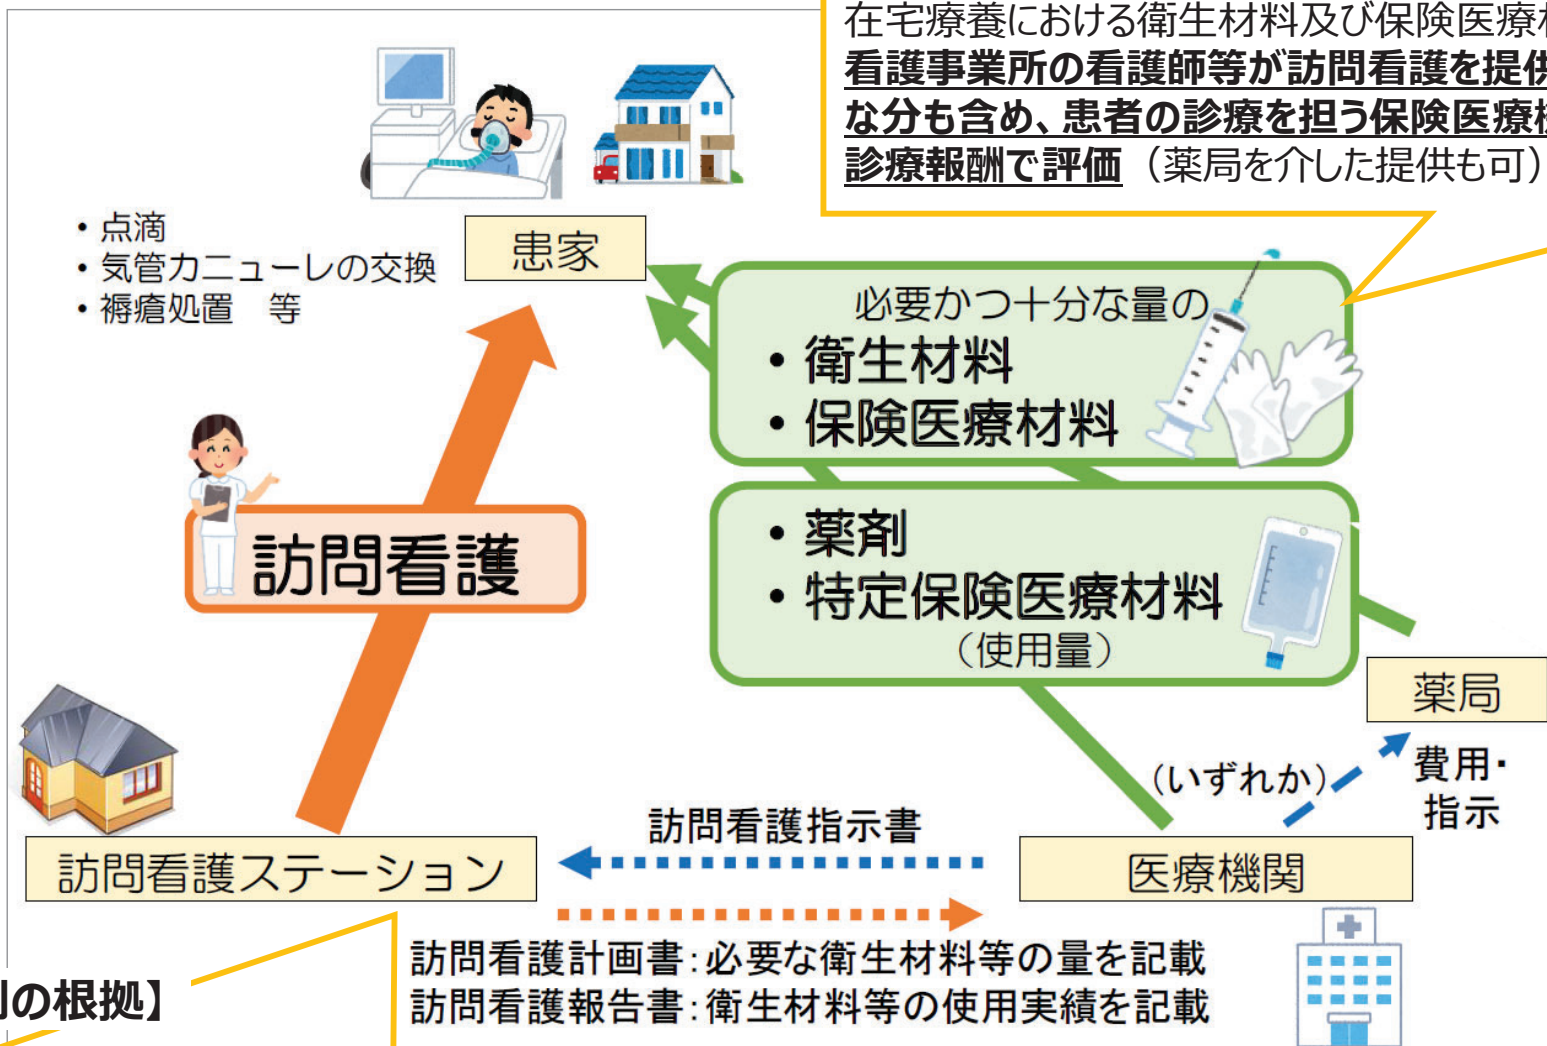 在宅療養における衛生材料及び保険医療
看護事業所の看護師等が訪問看護を提供
な分も含め、患者の診療を担う保険医療機
診療報酬で評価（薬局を介した提供も可）
・点滴
・気管カニューレの交換
・褥瘡処置　等
患家
必要かつ十分な量の
・衛生材料
・保険医療材料
訪問看護
・薬剤
・特定保険医療材料
（使用量）
薬局
（いずれか）
費用・
指示
訪問看護指示書
訪問看護ステーション
医療機関
訪問看護計画書：必要な衛生材料等の量を記載
訪問看護報告書：衛生材料等の使用実績を記載
の根拠】